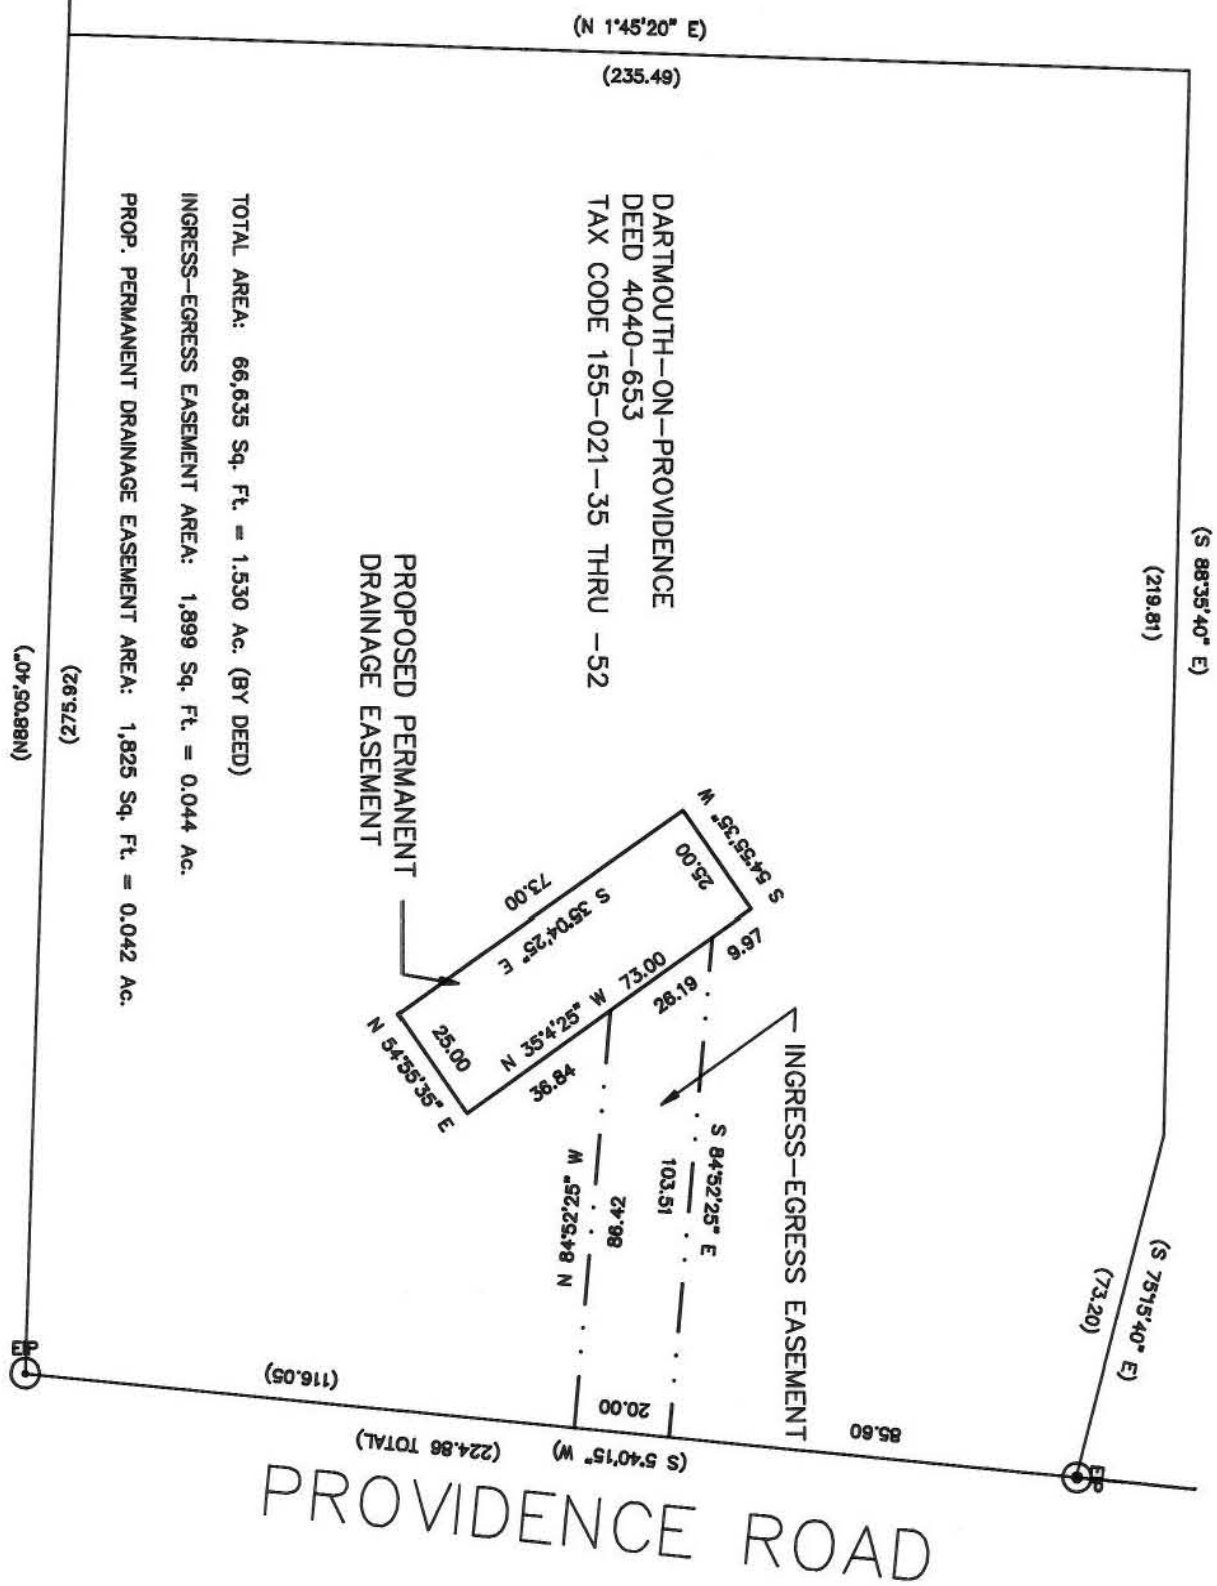 (N 1°45'20" E)
(235.49)
(S 88°35'40" E)
(219.81)
(S 75°15'40" E)
(73.20)
DARTMOUTH-ON-PROVIDENCE
DEED 4040-653
TAX CODE 155-021-35 THRU -52
TOTAL AREA: 66,635 Sq. Ft. = 1.530 Ac. (BY DEED)
INGRESS-EGRESS EASEMENT AREA: 1,899 Sq. Ft. = 0.044 Ac.
PROP. PERMANENT DRAINAGE EASEMENT AREA: 1,825 Sq. Ft. = 0.042 Ac.
PROPOSED PERMANENT
DRAINAGE EASEMENT
S 54°55'35" W
25.00
73.00
S 35°04'25" E
9.97
26.19
73.00
N 35°4'25" W
36.84
25.00
N 54°55'35" E
INGRESS-EGRESS EASEMENT
S 84°52'25" E
103.51
86.42
N 84°52'25" W
85.60
20.00
(116.05)
(S 5°40'15" W)
(224.86 TOTAL)
EIP
EIP
(275.92)
(N88°05'40")
PROVIDENCE ROAD